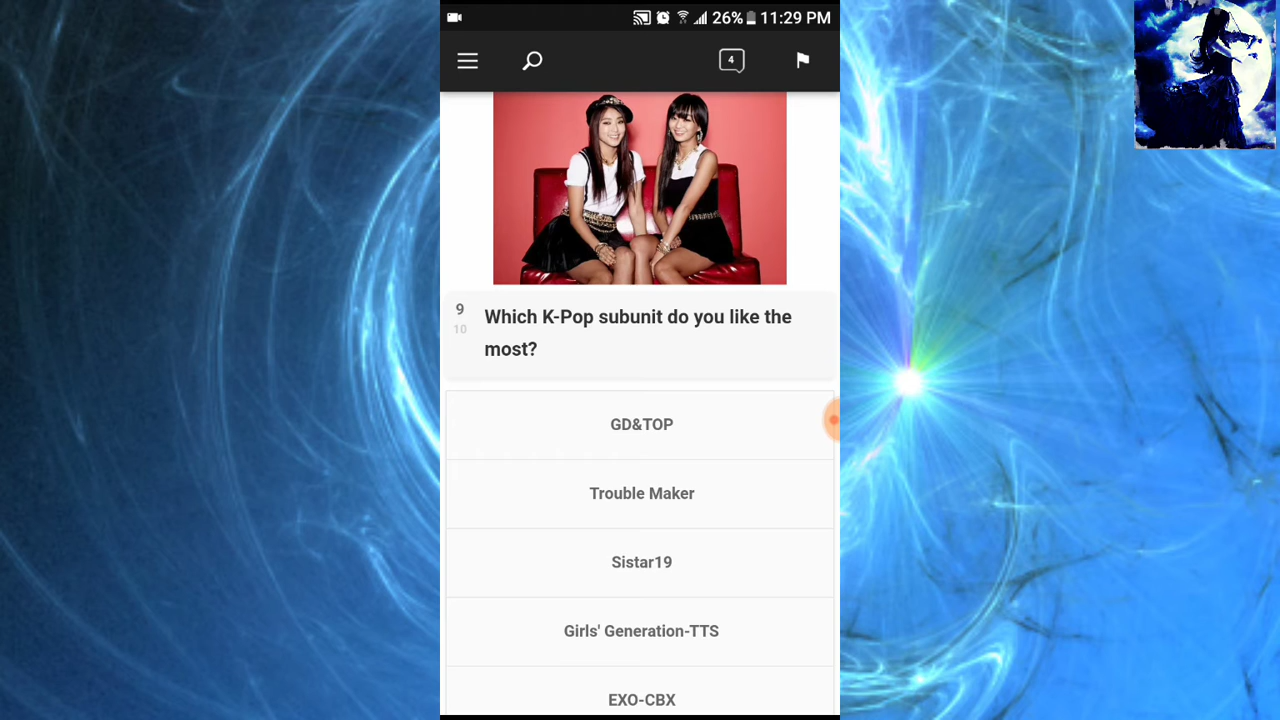 26% 11:29 PM
4
9
10
Which K-Pop subunit do you like the
most?
GD&TOP
Trouble Maker
Sistar19
Girls' Generation-TTS
EXO-CBX